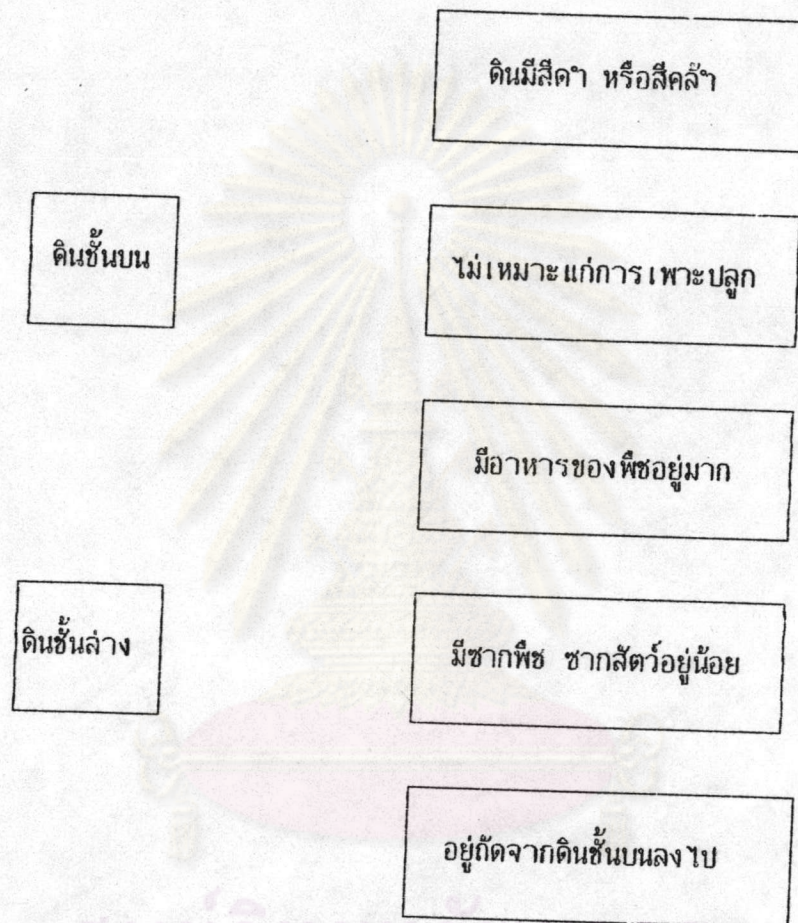 ดินมีสีดำ หรือสีคล้ำ
ดินชั้นบน
ไม่เหมาะแก่การเพาะปลูก
มีอาหารของพืชอยู่มาก
ดินชั้นล่าง
มีซากพืช ซากสัตว์อยู่น้อย
อยู่ถัดจากดินชั้นบนลงไป